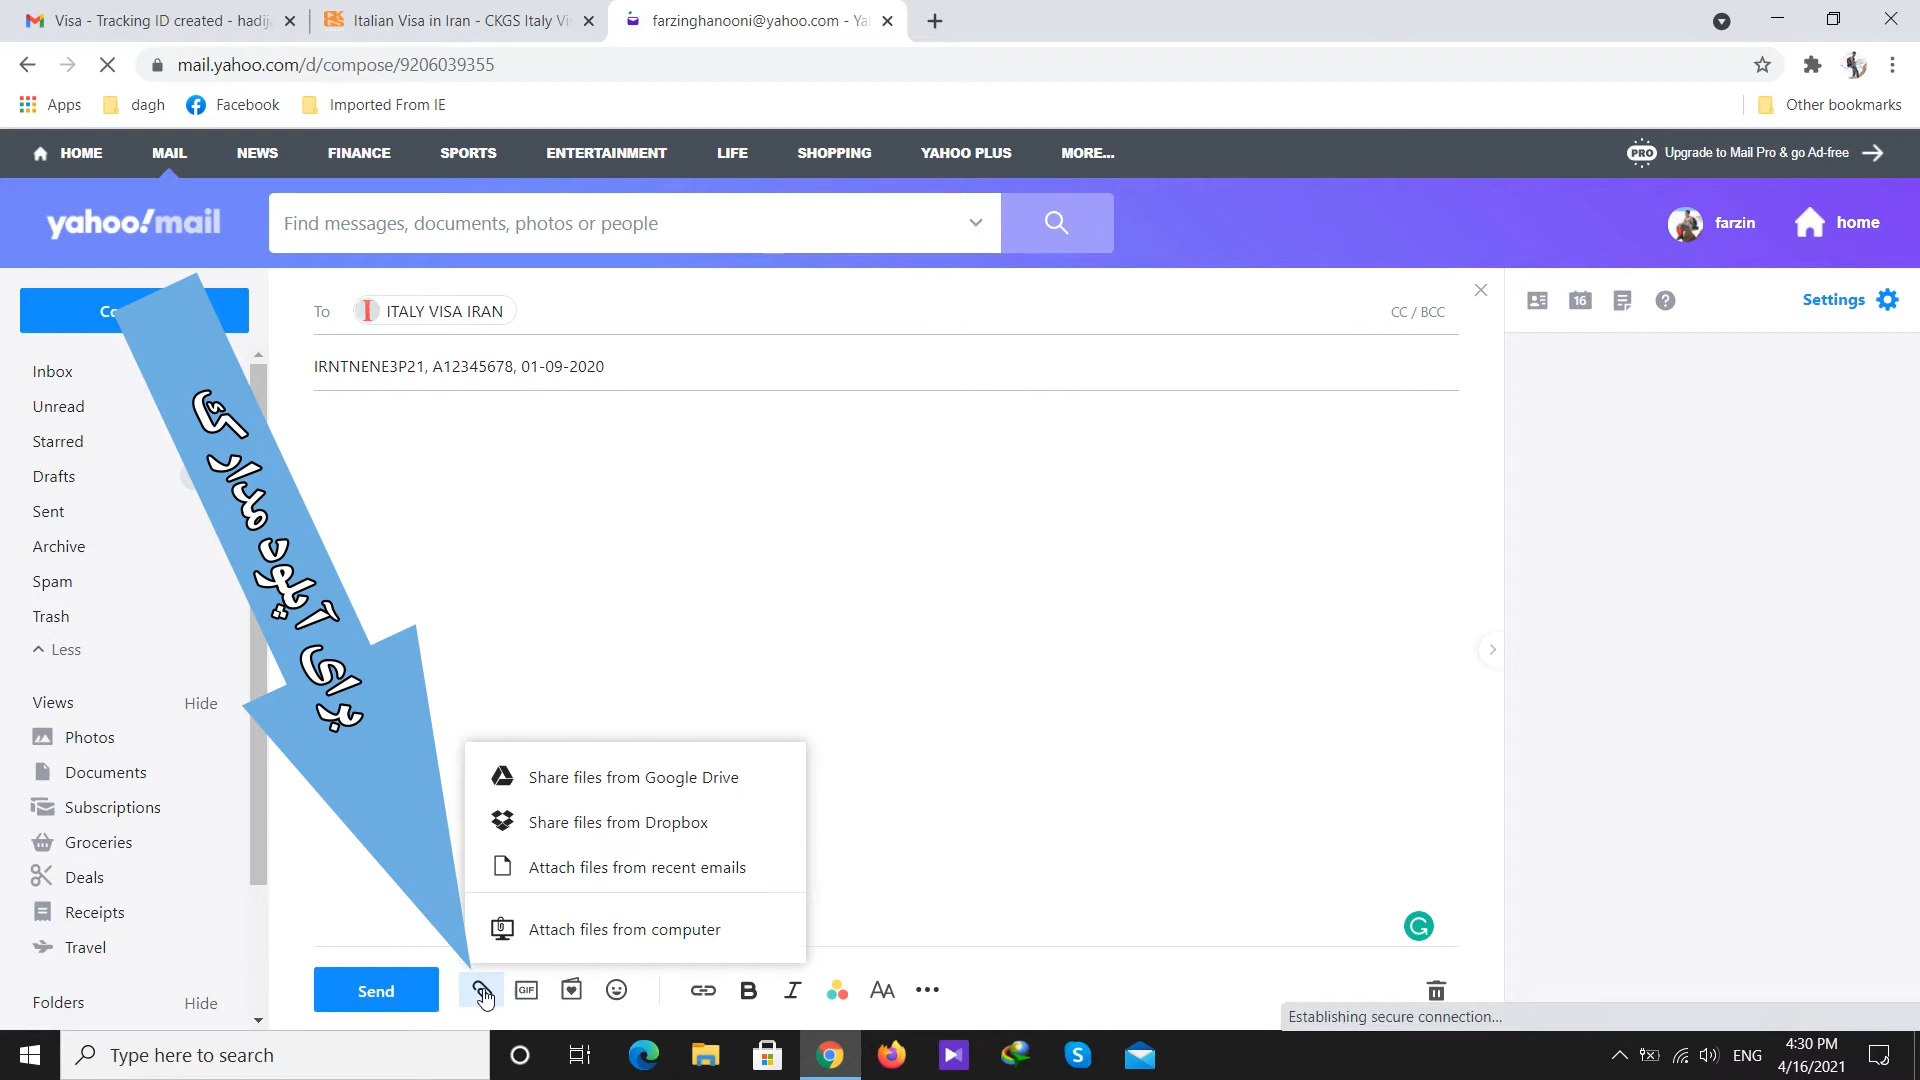 Visa - Tracking ID created - hadij
Italian Visa in Iran - CKGS Italy Vi
farzinghanooni@yahoo.com - Ya
mail.yahoo.com/d/compose/9206039355
Apps
dagh
Facebook
Imported From IE
Other bookmarks
HOME
MAIL
NEWS
FINANCE
SPORTS
ENTERTAINMENT
LIFE
SHOPPING
YAHOO PLUS
MORE...
PRO
Upgrade to Mail Pro & go Ad-free
yahoo!mail
Find messages, documents, photos or people
farzin
home
Co
To
I
ITALY VISA IRAN
CC / BCC
16
Settings
IRNTNENE3P21, A12345678, 01-09-2020
Inbox
Unread
Starred
Drafts
Sent
Archive
Spam
Trash
Less
برای آپلود مدارک
Views
Hide
Photos
Documents
Subscriptions
Groceries
Deals
Receipts
Travel
Folders
Hide
Share files from Google Drive
Share files from Dropbox
Attach files from recent emails
Attach files from computer
Send
GIF
B
I
AA
Establishing secure connection...
Type here to search
ENG
4:30 PM
4/16/2021